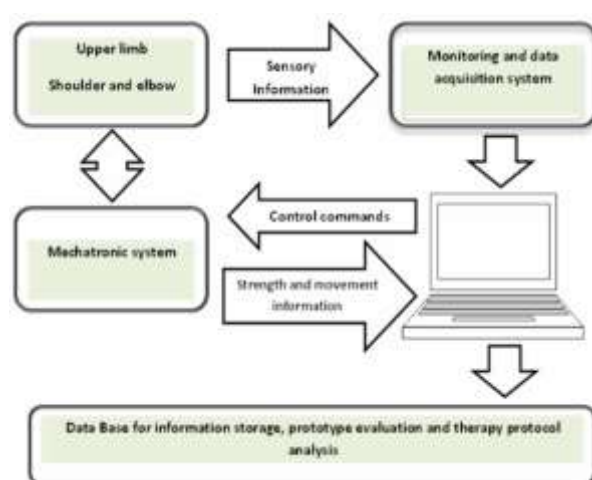 Upper limb
Shoulder and elbow
Sensory
Information
Monitoring and data
acquisition system
Control commands
Mechatronic system
Strength and movement
information
Data Base for information storage, prototype evaluation and therapy protocol
analysis